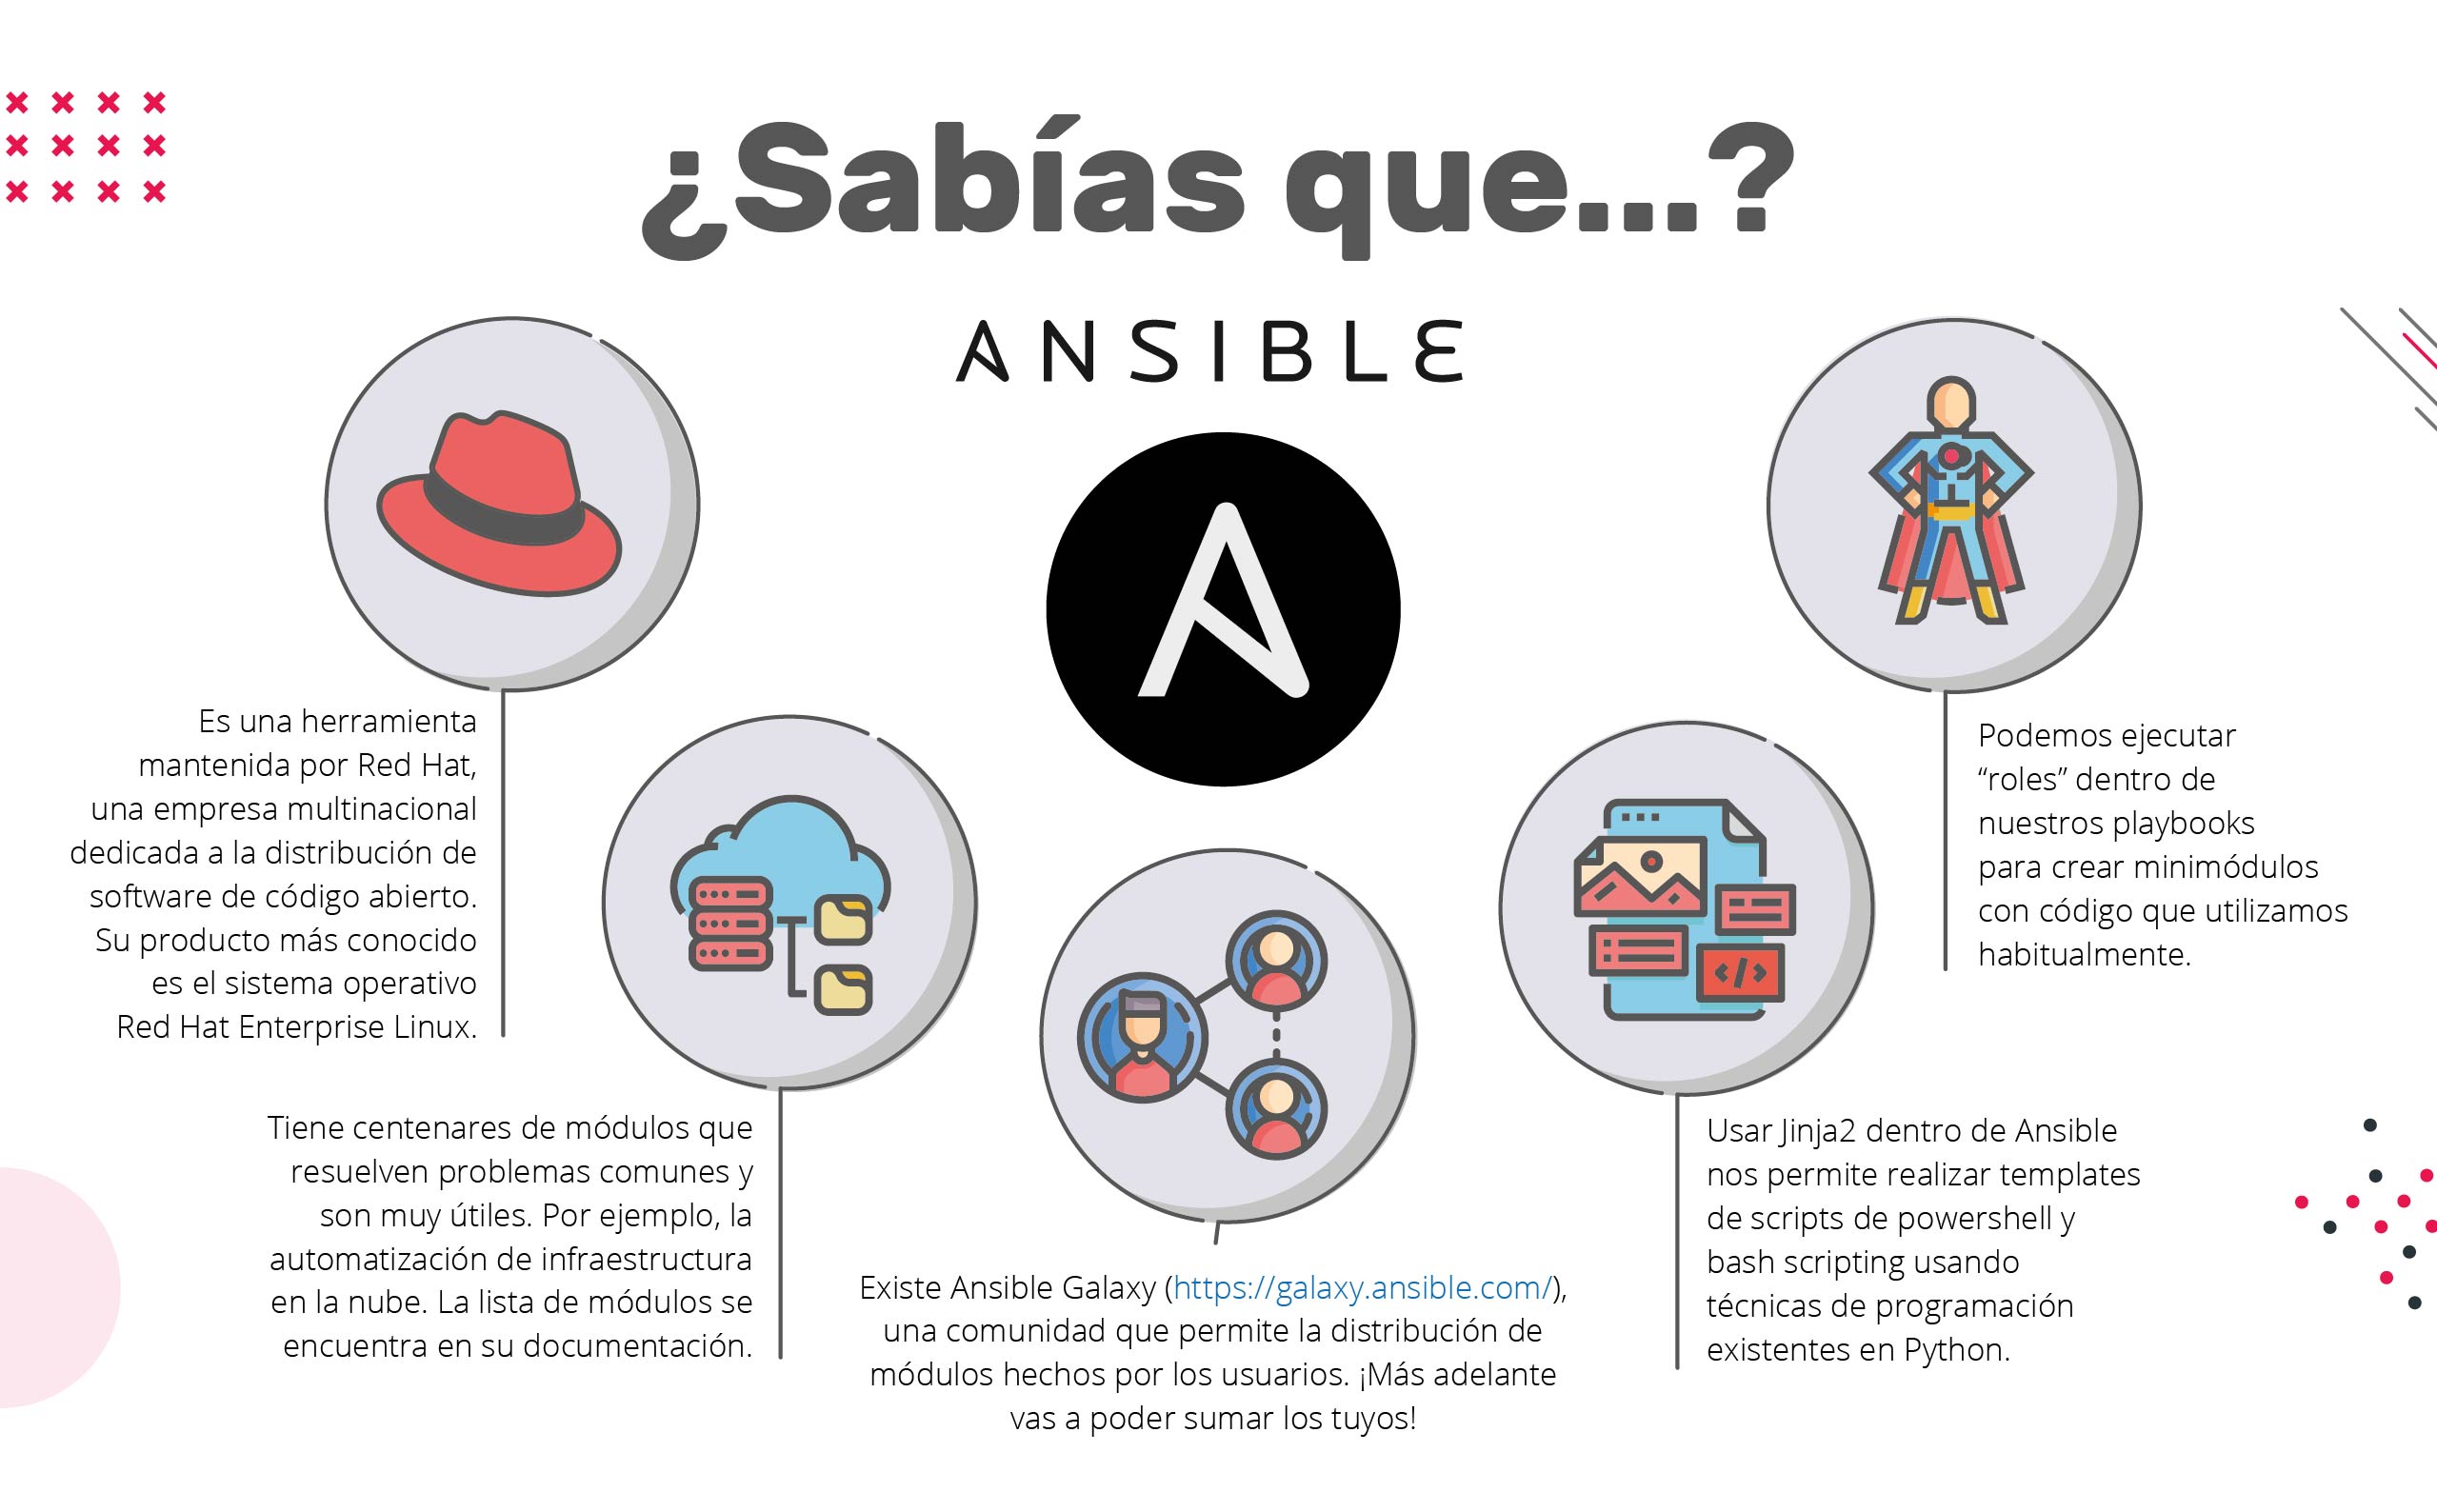 ¿Sabías que...?
ANSIBLE
Es una herramienta
mantenida por Red Hat,
una empresa multinacional
dedicada a la distribución de
software de código abierto.
Su producto más conocido
es el sistema operativo
Red Hat Enterprise Linux.
Tiene centenares de módulos que
resuelven problemas comunes y
son muy útiles. Por ejemplo, la
automatización de infraestructura
en la nube. La lista de módulos se
encuentra en su documentación.
Existe Ansible Galaxy (https://galaxy.ansible.com/),
una comunidad que permite la distribución de
módulos hechos por los usuarios. ¡Más adelante
vas a poder sumar los tuyos!
Usar Jinja2 dentro de Ansible
nos permite realizar templates
de scripts de powershell y
bash scripting usando
técnicas de programación
existentes en Python.
Podemos ejecutar
“roles” dentro de
nuestros playbooks
para crear minimódulos
con código que utilizamos
habitualmente.